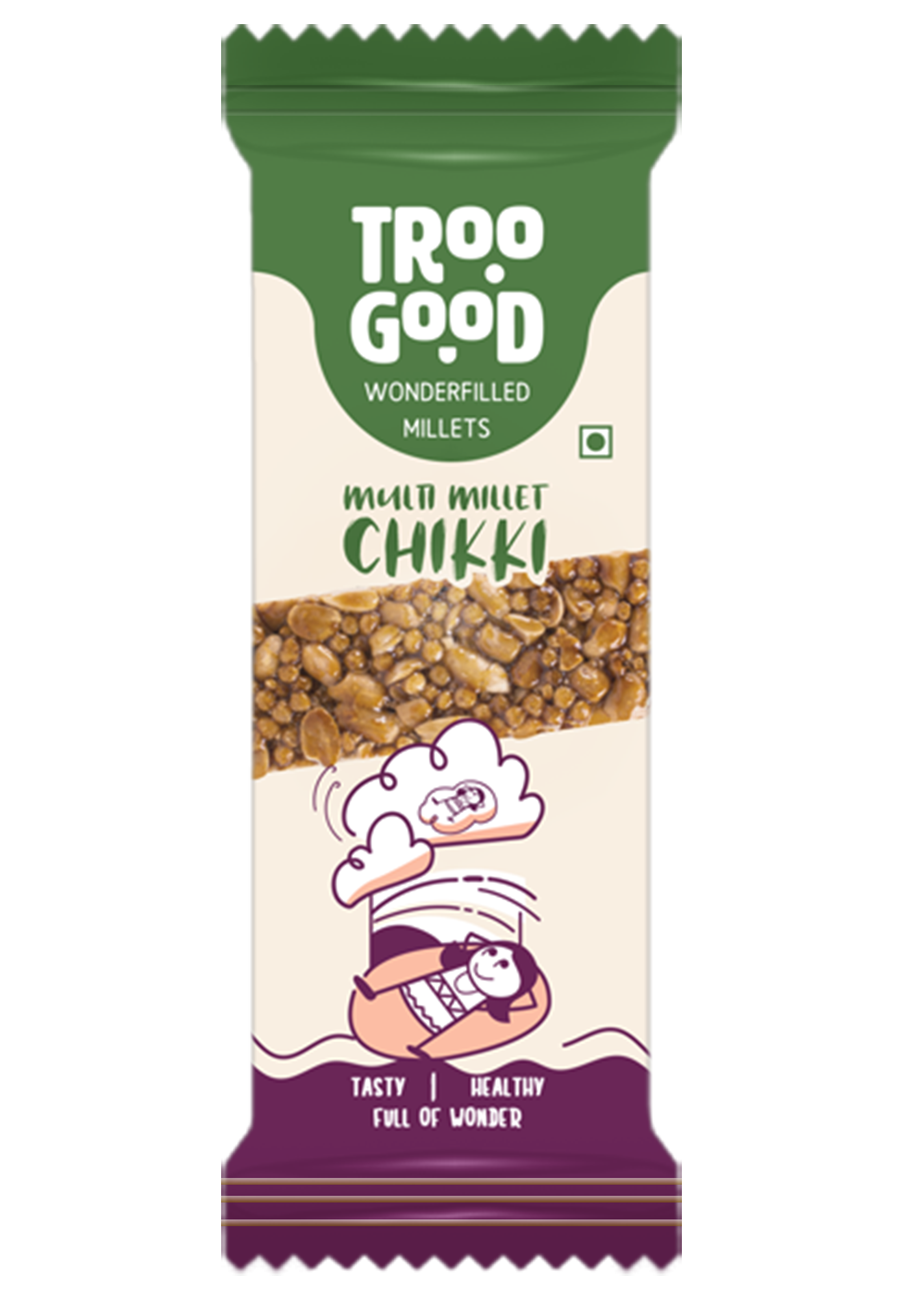 TROO
GOOD
WONDERFILLED
MILLETS
MULTI MILLET
CHIKKI
TASTY | HEALTHY
FULL OF WONDER